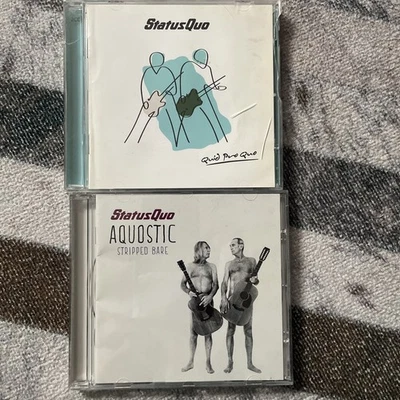 StatusQuo
Quid Pro Quo
StatusQuo
AQUOSTIC
STRIPPED BARE